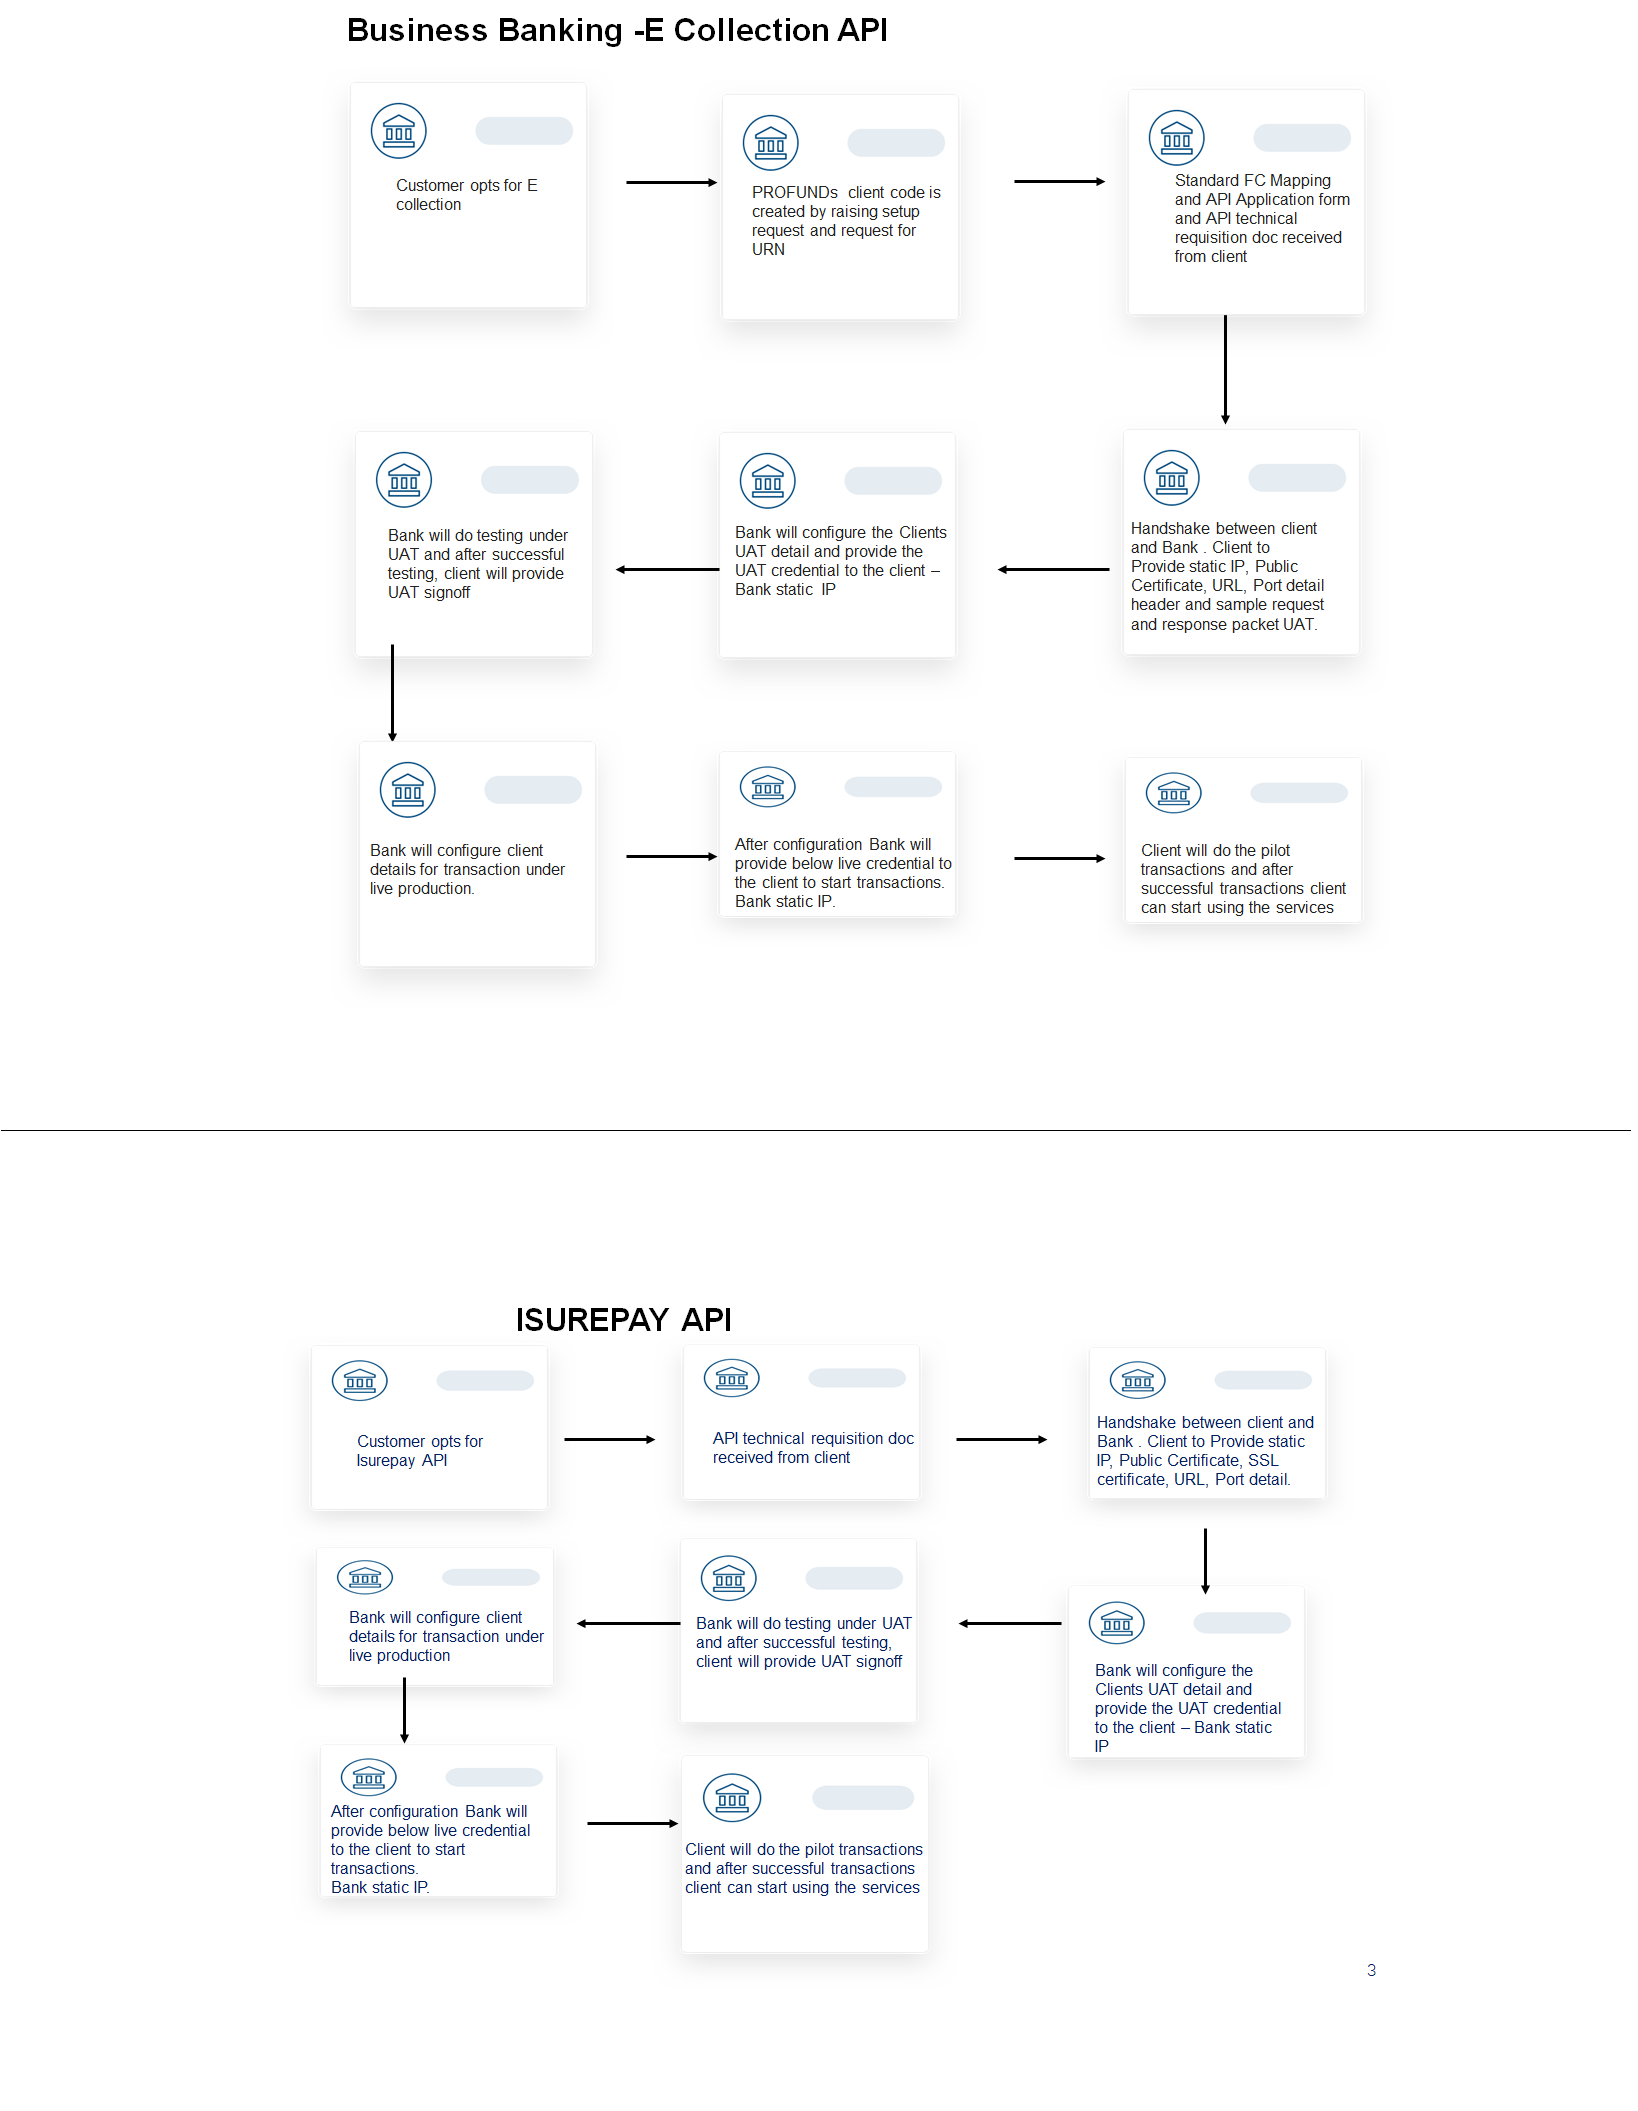 Business Banking -E Collection API
Customer opts for E
collection
PROFUNDs client code is
created by raising setup
request and request for
URN
Standard FC Mapping
and API Application form
and API technical
requisition doc received
from client
Bank will do testing under
UAT and after successful
testing, client will provide
UAT signoff
Bank will configure the Clients
UAT detail and provide the
UAT credential to the client –
Bank static IP
Handshake between client
and Bank . Client to
Provide static IP, Public
Certificate, URL, Port detail
header and sample request
and response packet UAT.
Bank will configure client
details for transaction under
live production.
After configuration Bank will
provide below live credential to
the client to start transactions.
Bank static IP.
Client will do the pilot
transactions and after
successful transactions client
can start using the services
ISUREPAY API
Customer opts for
Isurepay API
API technical requisition doc
received from client
Handshake between client and
Bank . Client to Provide static
IP, Public Certificate, SSL
certificate, URL, Port detail.
Bank will configure client
details for transaction under
live production
Bank will do testing under UAT
and after successful testing,
client will provide UAT signoff
Bank will configure the
Clients UAT detail and
provide the UAT credential
to the client – Bank static
IP
After configuration Bank will
provide below live credential
to the client to start
transactions.
Bank static IP.
Client will do the pilot transactions
and after successful transactions
client can start using the services
3